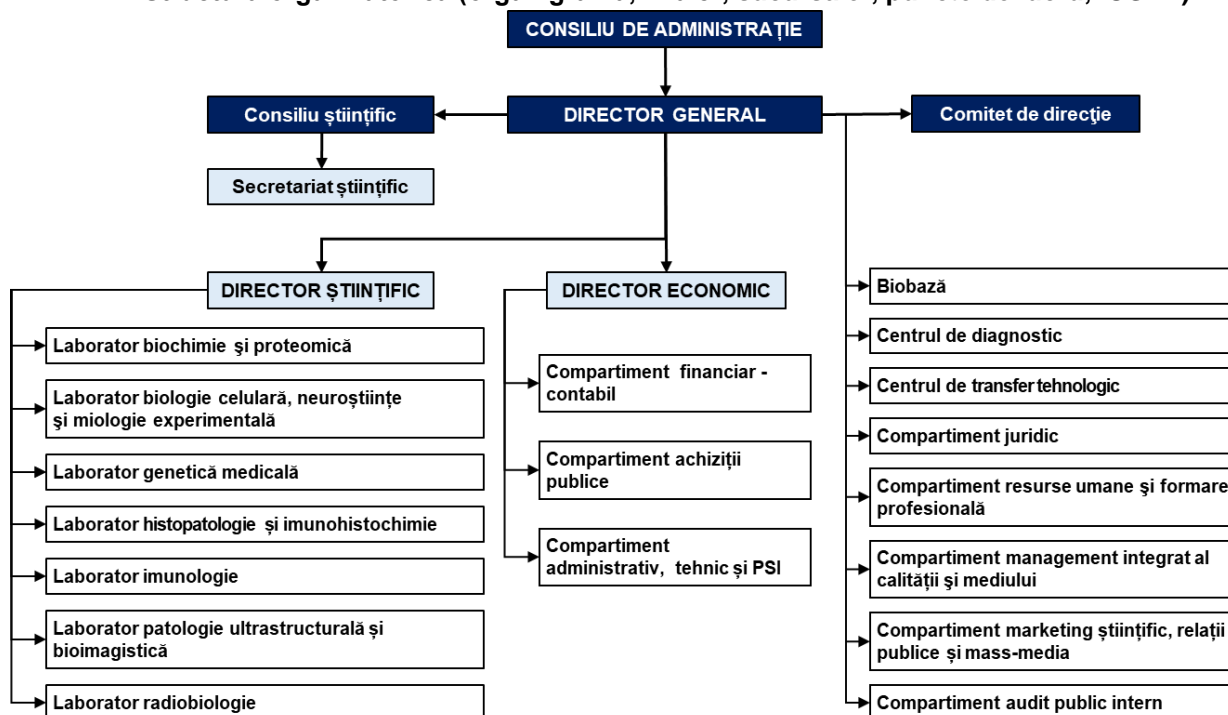 CONSILIU DE ADMINISTRAȚIE
Consiliu științific
DIRECTOR GENERAL
Comitet de direcţie
Secretariat științific
DIRECTOR ȘTIINȚIFIC
DIRECTOR ECONOMIC
Laborator biochimie şi proteomică
Laborator biologie celulară, neuroștiințe
şi miologie experimentală
Laborator genetică medicală
Laborator histopatologie și imunohistochimie
Laborator imunologie
Laborator patologie ultrastructurală și
bioimagistică
Laborator radiobiologie
Compartiment financiar -
contabil
Compartiment achiziții
publice
Compartiment
administrativ, tehnic și PSI
Biobază
Centrul de diagnostic
Centrul de transfer tehnologic
Compartiment juridic
Compartiment resurse umane şi formare
profesională
Compartiment management integrat al
calității şi mediului
Compartiment marketing științific, relații
publice și mass-media
Compartiment audit public intern